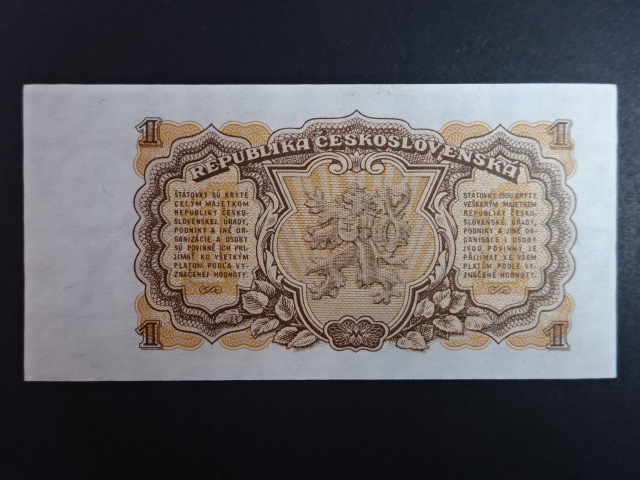 1
1
REPUBLIKA ČESKOSLOVENSKÁ
ŠTÁTOVKY SÚ KRYTÉ
CELÝM MAJETKOM
REPUBLIKY ČESKO-
SLOVENSKEJ. ÚRADY,
PODNIKY A INÉ OR-
GANIZÁCIE A OSOBY
SÚ POVINNÉ ICH PRI-
JÍMAŤ KU VŠETKÝM
PLATOM PODĽA VY-
ZNAČENEJ HODNOTY.
STÁTOVKY JSOU KRYTY
VEŠKERÝM MAJETKEM
REPUBLIKY ČESKO-
SLOVENSKÉ. ÚŘADY,
PODNIKY A JINÉ OR-
GANISACE I OSOBY
JSOU POVINNY JE
PŘIJÍMAT KE VŠEM
PLATŮM PODLE VY-
ZNAČENÉ HODNOTY.
1
1